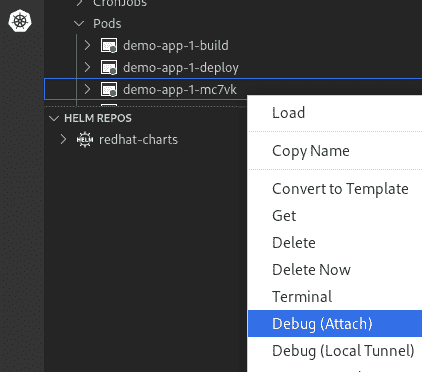 CronJobs
Pods
demo-app-1-build
demo-app-1-deploy
demo-app-1-mc7vk
HELM REPOS
redhat-charts
Load
Copy Name
Convert to Template
Get
Delete
Delete Now
Terminal
Debug (Attach)
Debug (Local Tunnel)